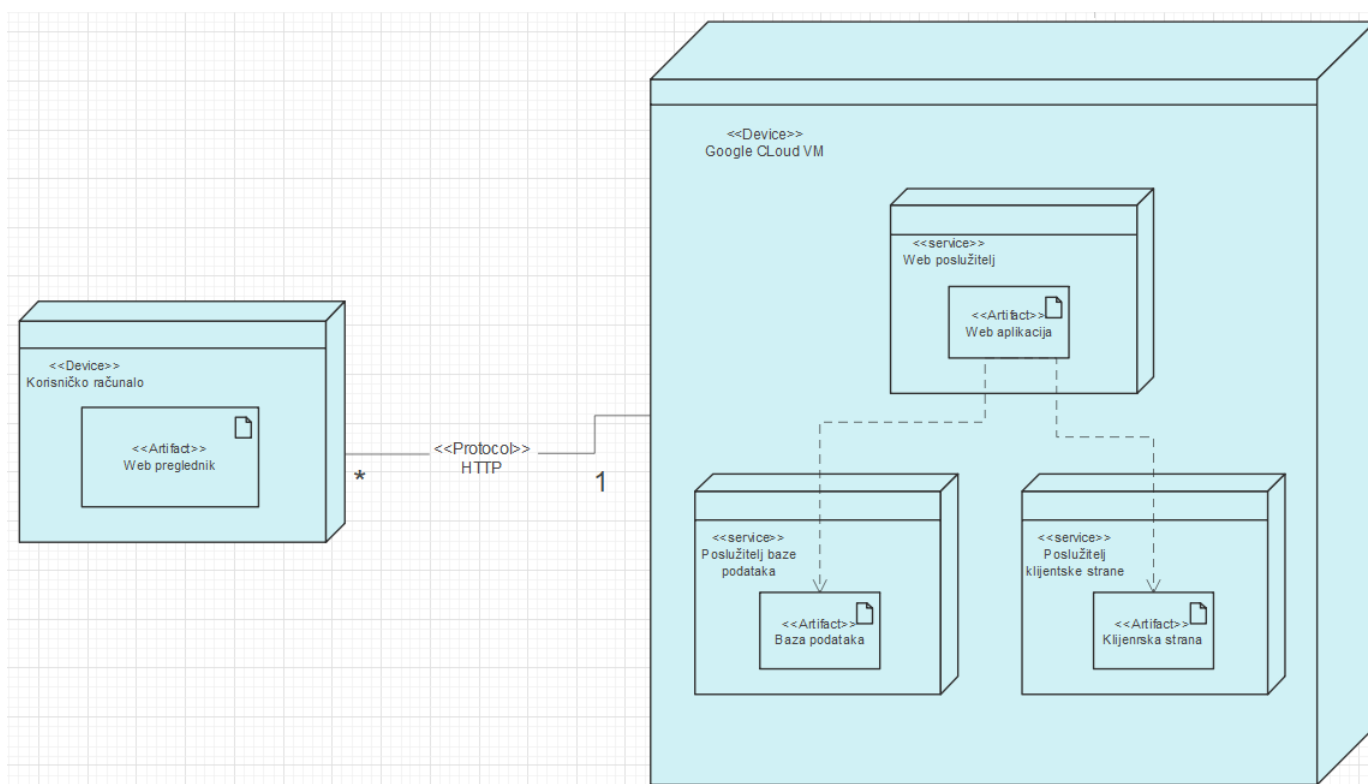 <<Device>>
Google CLoud VM
<<service>>
Web poslužitelj
<<Artifact>>
Web aplikacija
<<Device>>
Korisničko računalo
<<Artifact>>
Web preglednik
<<Protocol>>
HTTP
*
1
<<service>>
Poslužitelj baze
podataka
<<Artifact>>
Baza podataka
<<service>>
Poslužitelj
klijentske strane
<<Artifact>>
Klijenrska strana